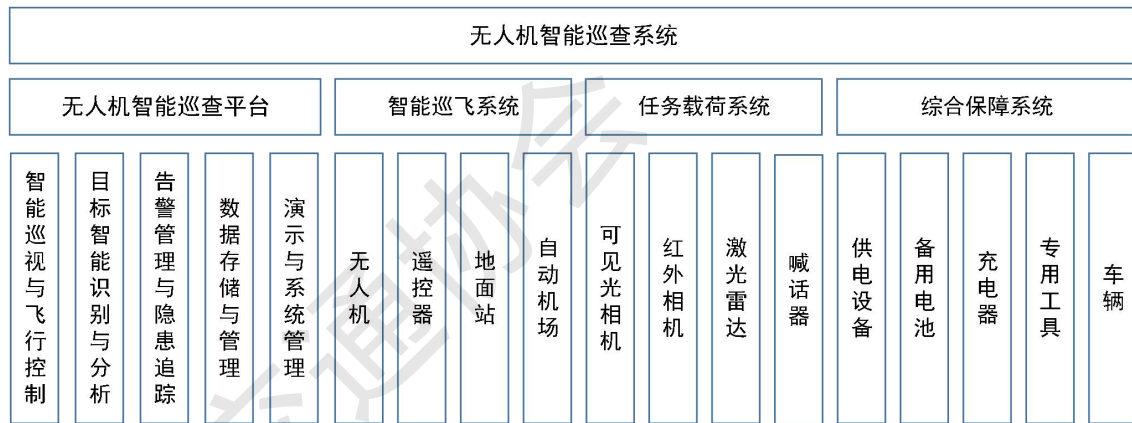 无人机智能巡查系统
无人机智能巡查平台
智能巡飞系统
任务载荷系统
综合保障系统
智能巡视与飞行控制
目标智能识别与分析
告警管理与隐患追踪
数据存储与管理
演示与系统管理
无人机
遥控器
地面站
自动机场
可见光相机
红外相机
激光雷达
喊话器
供电设备
备用电池
充电器
专用工具
车辆
交通协会